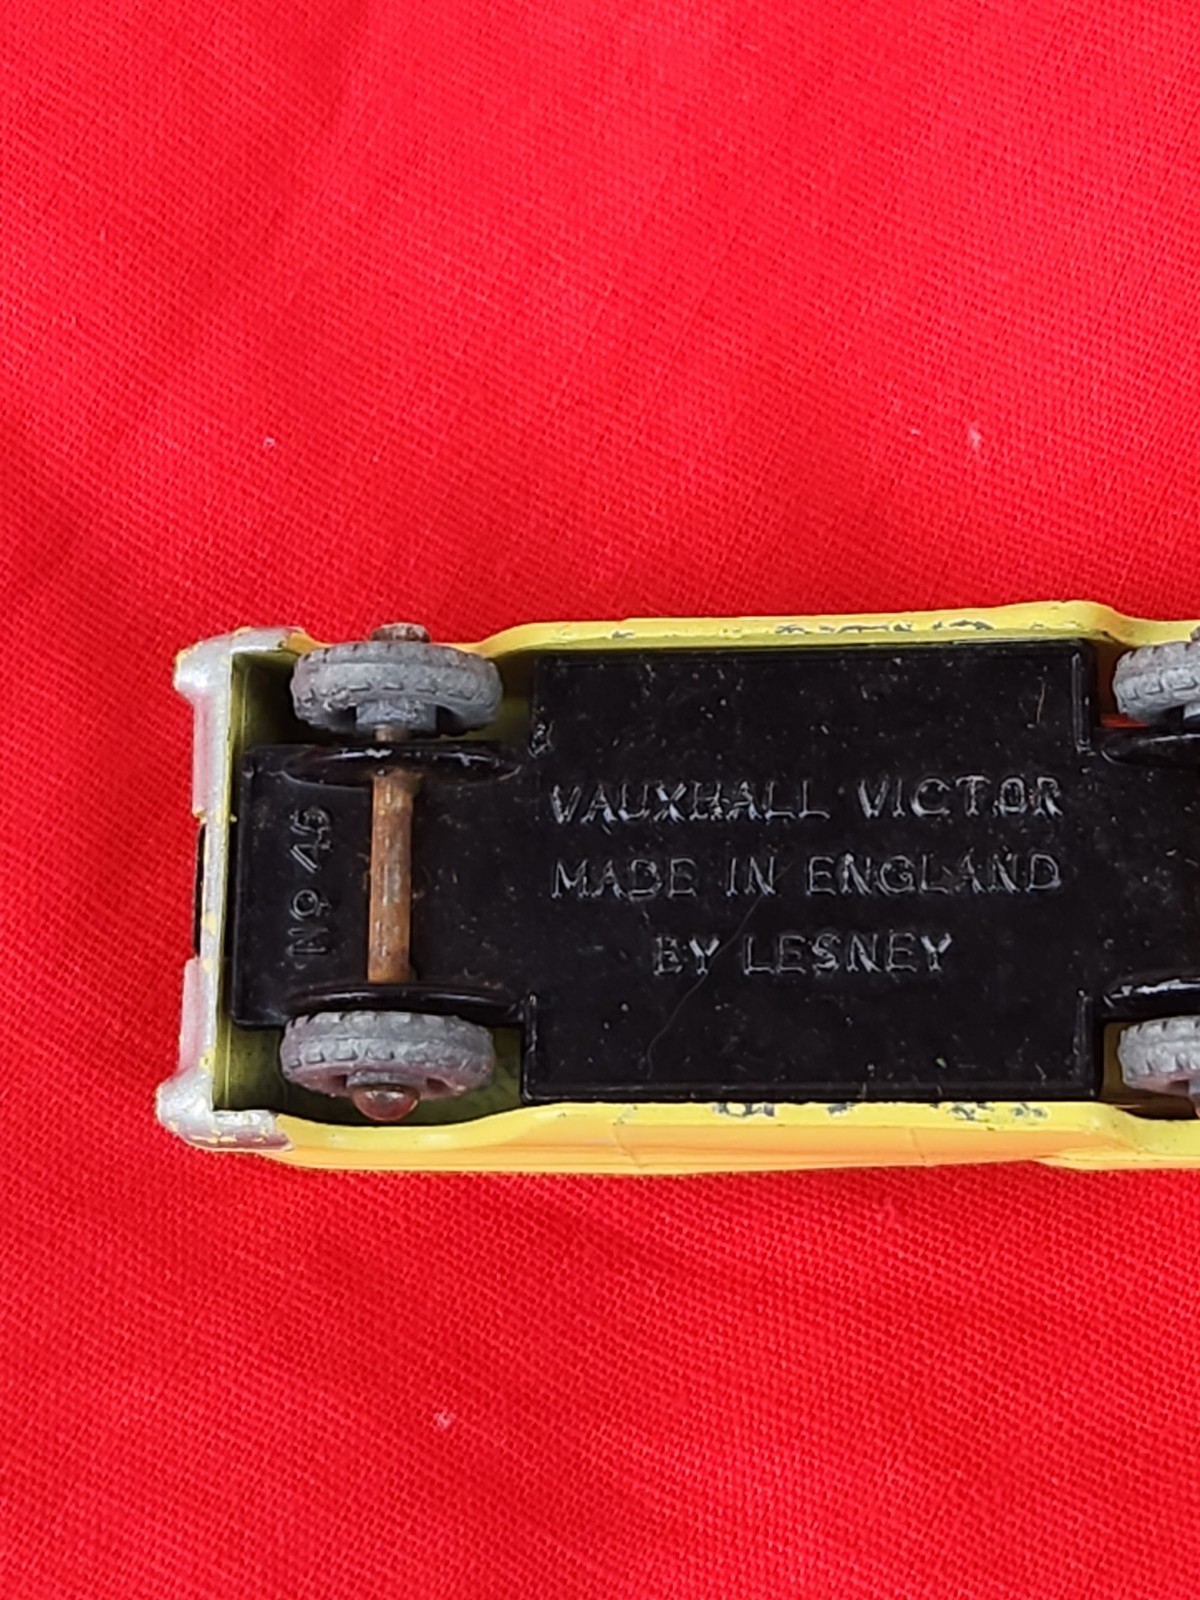 VAUXHALL VICTOR
MADE IN ENGLAND
BY LESNEY
Nº 45